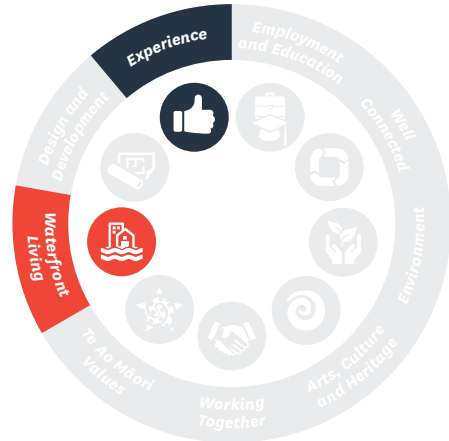 Experience
Employment
and Education
Well
Connected
Environment
Arts, Culture
and Heritage
Working
Together
Te Ao Māori
Values
Waterfront
Living
Design and
Development